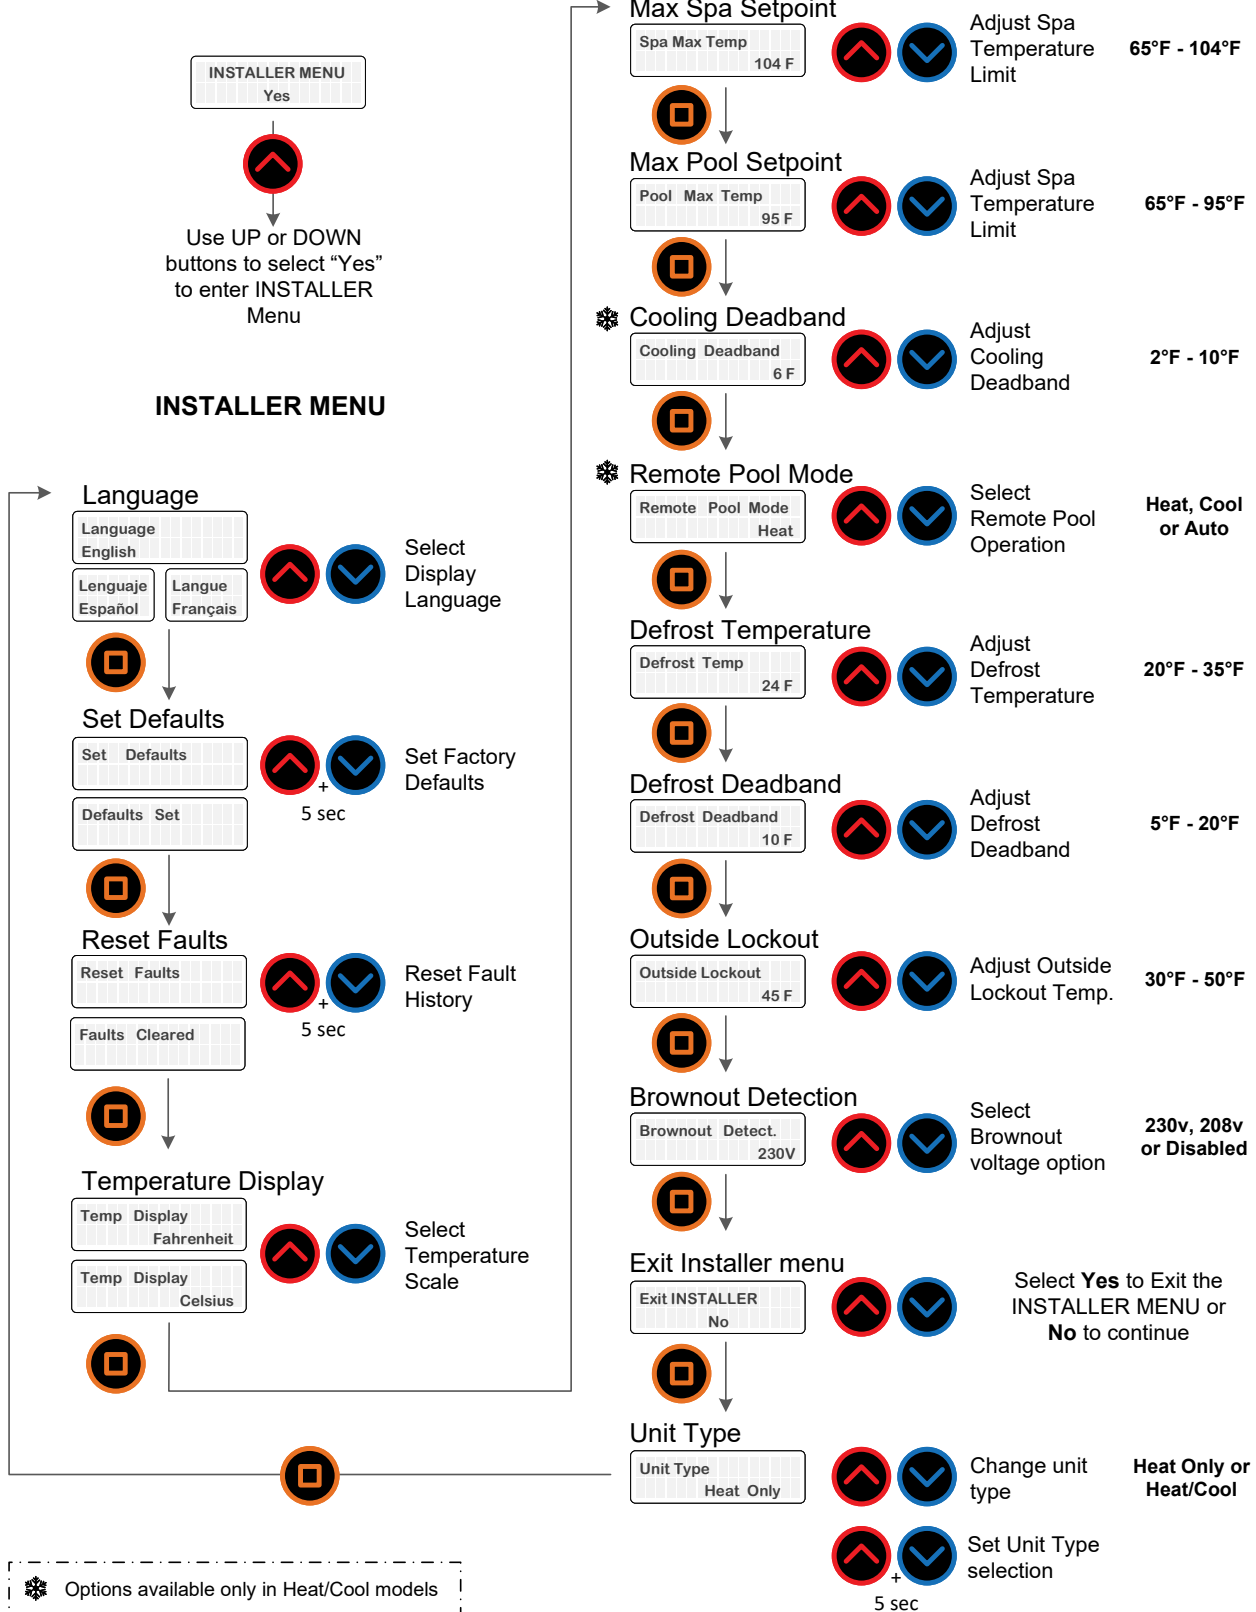 INSTALLER MENU
Yes
Use UP or DOWN
buttons to select “Yes”
to enter INSTALLER
Menu
INSTALLER MENU
Language
Language
English
Lenguaje
Español
Langue
Français
Select
Display
Language
Set Defaults
Set Defaults
Defaults Set
+
5 sec
Set Factory
Defaults
Reset Faults
Reset Faults
Faults Cleared
+
5 sec
Reset Fault
History
Temperature Display
Temp Display
Fahrenheit
Temp Display
Celsius
Select
Temperature
Scale
Max Spa Setpoint
Spa Max Temp
104 F
Adjust Spa
Temperature
Limit
65°F - 104°F
Max Pool Setpoint
Pool Max Temp
95 F
Adjust Spa
Temperature
Limit
65°F - 95°F
Cooling Deadband
Cooling Deadband
6 F
Adjust
Cooling
Deadband
2°F - 10°F
Remote Pool Mode
Remote Pool Mode
Heat
Select
Remote Pool
Operation
Heat, Cool
or Auto
Defrost Temperature
Defrost Temp
24 F
Adjust
Defrost
Temperature
20°F - 35°F
Defrost Deadband
Defrost Deadband
10 F
Adjust
Defrost
Deadband
5°F - 20°F
Outside Lockout
Outside Lockout
45 F
Adjust Outside
Lockout Temp.
30°F - 50°F
Brownout Detection
Brownout Detect.
230V
Select
Brownout
voltage option
230v, 208v
or Disabled
Exit Installer menu
Exit INSTALLER
No
Select Yes to Exit the
INSTALLER MENU or
No to continue
Unit Type
Unit Type
Heat Only
Change unit
type
Heat Only or
Heat/Cool
+
5 sec
Set Unit Type
selection
Options available only in Heat/Cool models